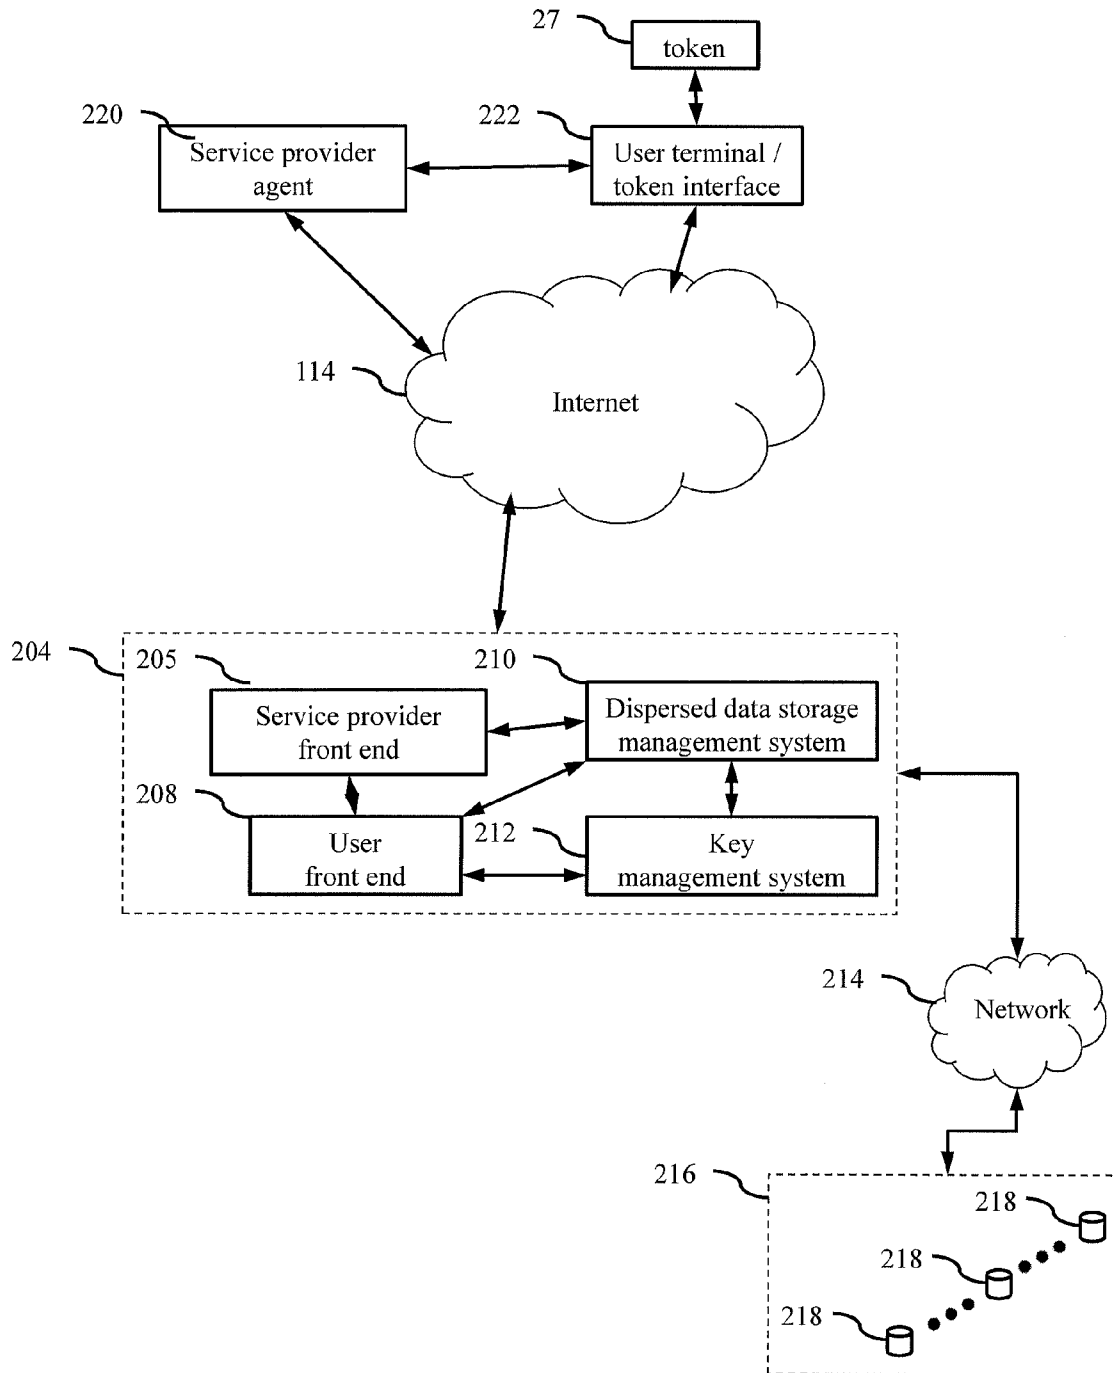 27
token
220
222
Service provider
agent
User terminal /
token interface
114
Internet
204
205
210
Service provider
front end
Dispersed data storage
management system
208
212
User
front end
Key
management system
214
Network
216
218
218
218